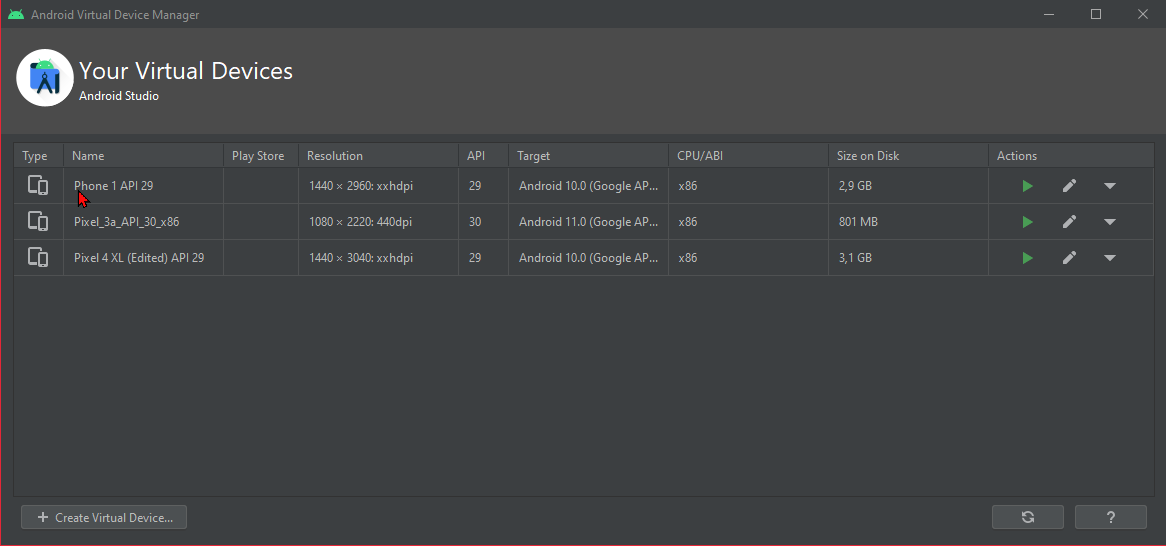 Android Virtual Device Manager
Your Virtual Devices
Android Studio
Type Name Play Store Resolution API Target CPU/ABI Size on Disk Actions
Phone 1 API 29 1440 × 2960: xxhdpi 29 Android 10.0 (Google AP... x86 2,9 GB
Pixel_3a_API_30_x86 1080 × 2220: 440dpi 30 Android 11.0 (Google AP... x86 801 MB
Pixel 4 XL (Edited) API 29 1440 × 3040: xxhdpi 29 Android 10.0 (Google AP... x86 3,1 GB
+ Create Virtual Device... ?